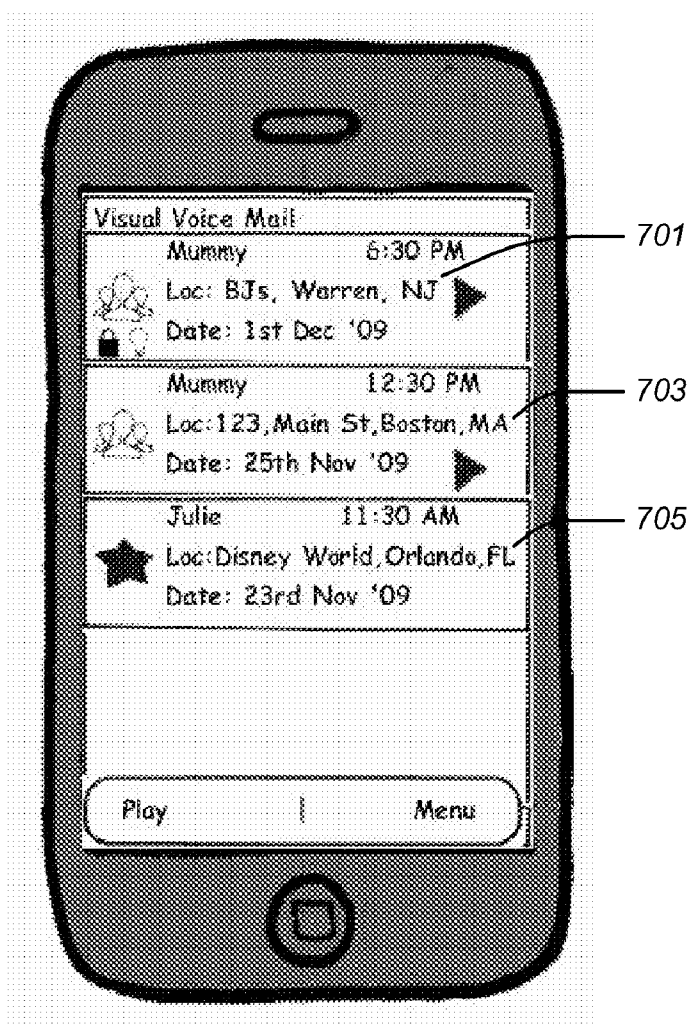 Visual Voice Mail
Mummy 6:30 PM
701
Loc: BJs, Warren, NJ
Date: 1st Dec '09
Mummy 12:30 PM
703
Loc:123,Main St,Boston,MA
Date: 25th Nov '09
Julie 11:30 AM
705
Loc:Disney World,Orlando,FL
Date: 23rd Nov '09
Play | Menu